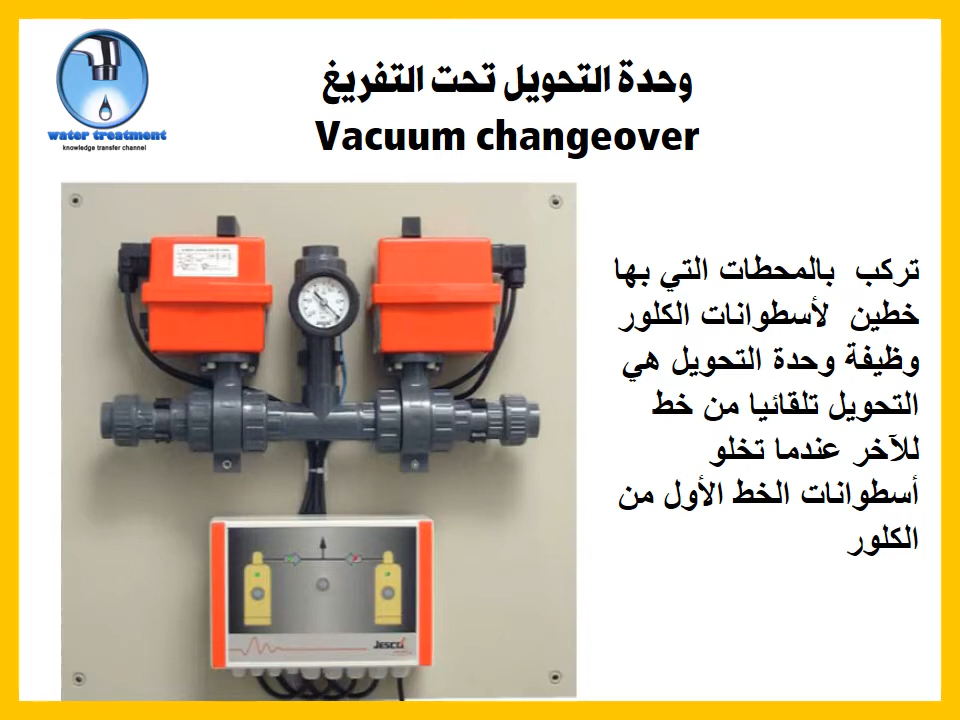 water treatment
knowledge transfer channel
وحدة التحويل تحت التفريغ
Vacuum changeover
تركب بالمحطات التي بها
خطين لأسطوانات الكلور
وظيفة وحدة التحويل هي
التحويل تلقائيا من خط
للآخر عندما تخلو
أسطوانات الخط الأول من
الكلور
JESCO